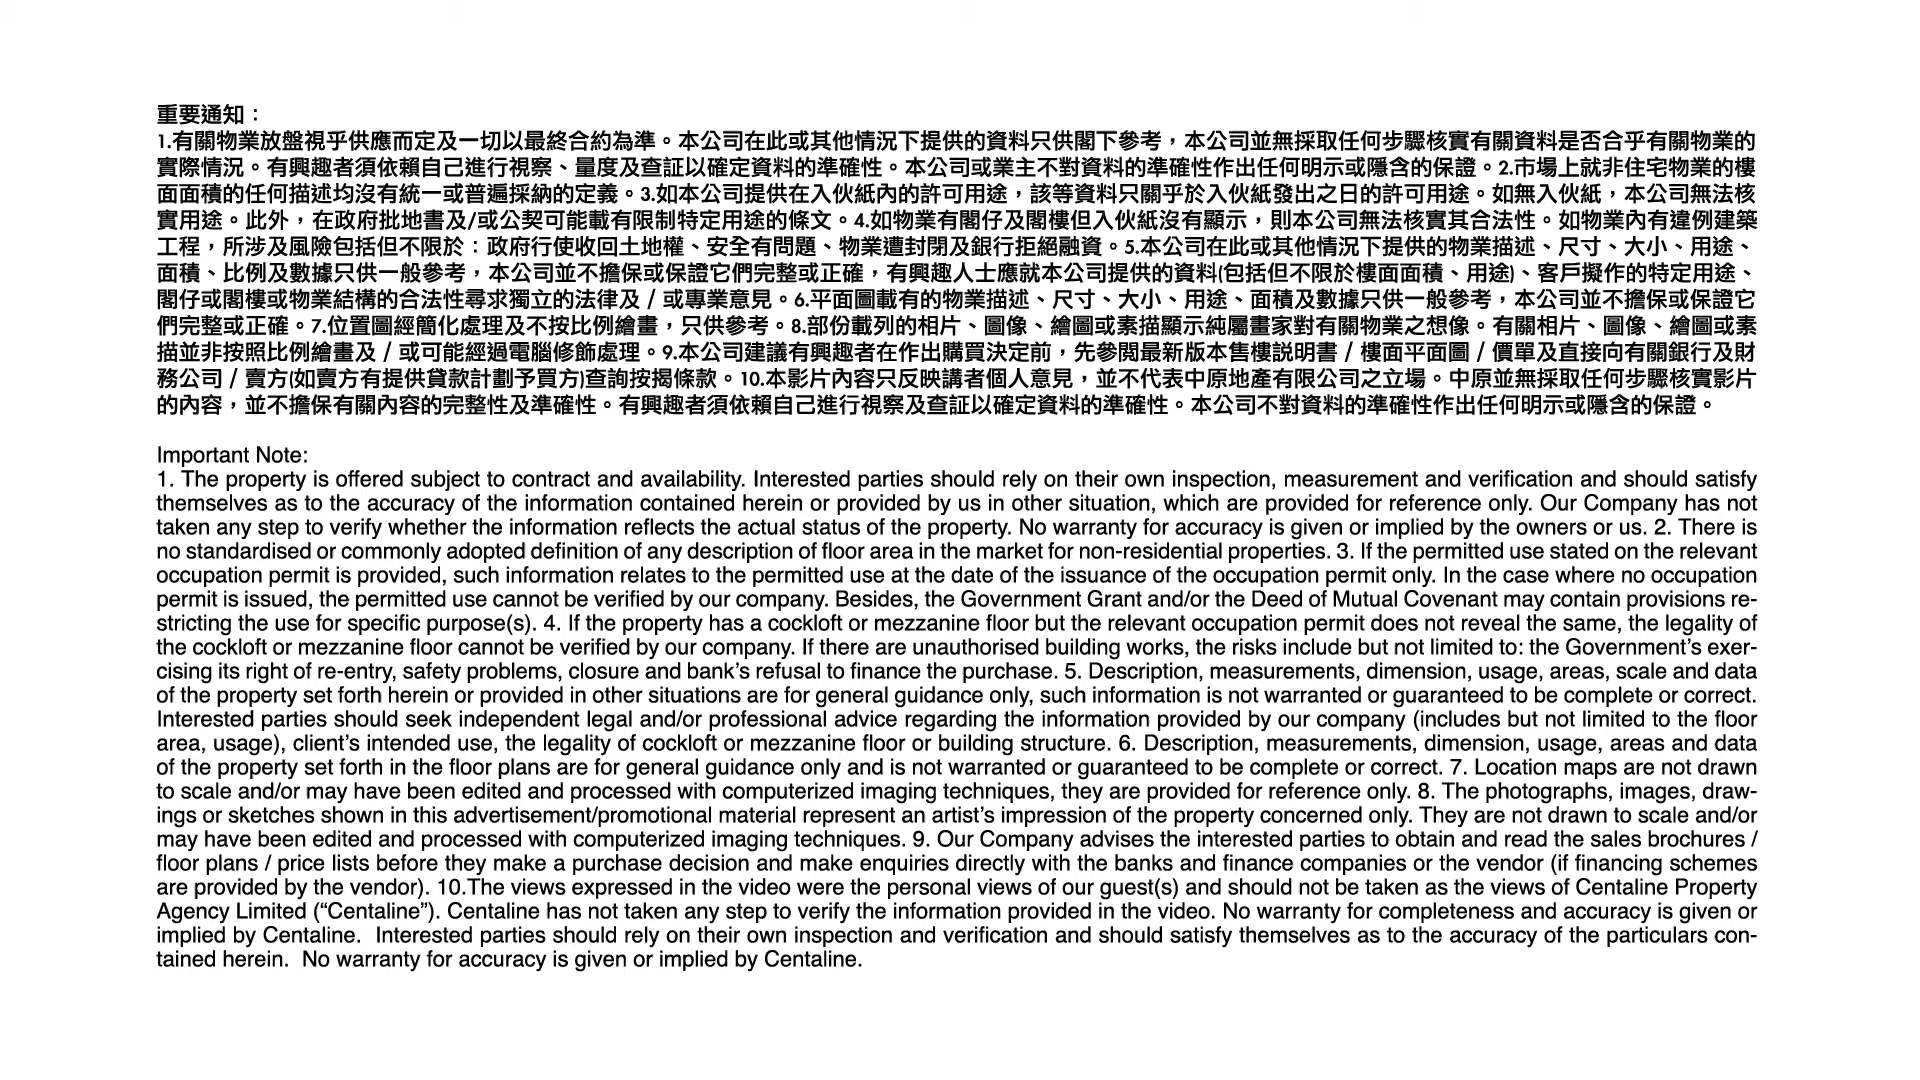 重要通知：
1.有關物業放盤視乎供應而定及一切以最終合約為準。本公司在此或其他情況下提供的資料只供閣下參考，本公司並無採取任何步驟核實有關資料是否合乎有關物業的
實際情況。有興趣者須依賴自己進行視察、量度及查証以確定資料的準確性。本公司或業主不對資料的準確性作出任何明示或隱含的保證。2.市場上就非住宅物業的樓
面面積的任何描述均沒有統一或普遍採納的定義。3.如本公司提供在入伙紙內的許可用途，該等資料只關乎於入伙紙發出之日的許可用途。如無入伙紙，本公司無法核
實用途。此外，在政府批地書及/或公契可能載有限制特定用途的條文。4.如物業有閣仔及閣樓但入伙紙沒有顯示，則本公司無法核實其合法性。如物業內有違例建築
工程，所涉及風險包括但不限於：政府行使收回土地權、安全有問題、物業遭封閉及銀行拒絕融資。5.本公司在此或其他情況下提供的物業描述、尺寸、大小、用途、
面積、比例及數據只供一般參考，本公司並不擔保或保證它們完整或正確，有興趣人士應就本公司提供的資料(包括但不限於樓面面積、用途)、客戶擬作的特定用途、
閣仔或閣樓或物業結構的合法性尋求獨立的法律及 / 或專業意見。6.平面圖載有的物業描述、尺寸、大小、用途、面積及數據只供一般參考，本公司並不擔保或保證它
們完整或正確。7.位置圖經簡化處理及不按比例繪畫，只供參考。8.部份載列的相片、圖像、繪圖或素描顯示純屬畫家對有關物業之想像。有關相片、圖像、繪圖或素
描並非按照比例繪畫及 / 或可能經過電腦修飾處理。9.本公司建議有興趣者在作出購買決定前，先參閱最新版本售樓説明書 / 樓面平面圖 / 價單及直接向有關銀行及財
務公司 / 賣方(如賣方有提供貸款計劃予買方)查詢按揭條款。10.本影片內容只反映講者個人意見，並不代表中原地產有限公司之立場。中原並無採取任何步驟核實影片
的內容，並不擔保有關內容的完整性及準確性。有興趣者須依賴自己進行視察及查証以確定資料的準確性。本公司不對資料的準確性作出任何明示或隱含的保證。
Important Note:
1. The property is offered subject to contract and availability. Interested parties should rely on their own inspection, measurement and verification and should satisfy
themselves as to the accuracy of the information contained herein or provided by us in other situation, which are provided for reference only. Our Company has not
taken any step to verify whether the information reflects the actual status of the property. No warranty for accuracy is given or implied by the owners or us. 2. There is
no standardised or commonly adopted definition of any description of floor area in the market for non-residential properties. 3. If the permitted use stated on the relevant
occupation permit is provided, such information relates to the permitted use at the date of the issuance of the occupation permit only. In the case where no occupation
permit is issued, the permitted use cannot be verified by our company. Besides, the Government Grant and/or the Deed of Mutual Covenant may contain provisions re-
stricting the use for specific purpose(s). 4. If the property has a cockloft or mezzanine floor but the relevant occupation permit does not reveal the same, the legality of
the cockloft or mezzanine floor cannot be verified by our company. If there are unauthorised building works, the risks include but not limited to: the Government’s exer-
cising its right of re-entry, safety problems, closure and bank’s refusal to finance the purchase. 5. Description, measurements, dimension, usage, areas, scale and data
of the property set forth herein or provided in other situations are for general guidance only, such information is not warranted or guaranteed to be complete or correct.
Interested parties should seek independent legal and/or professional advice regarding the information provided by our company (includes but not limited to the floor
area, usage), client’s intended use, the legality of cockloft or mezzanine floor or building structure. 6. Description, measurements, dimension, usage, areas and data
of the property set forth in the floor plans are for general guidance only and is not warranted or guaranteed to be complete or correct. 7. Location maps are not drawn
to scale and/or may have been edited and processed with computerized imaging techniques, they are provided for reference only. 8. The photographs, images, draw-
ings or sketches shown in this advertisement/promotional material represent an artist’s impression of the property concerned only. They are not drawn to scale and/or
may have been edited and processed with computerized imaging techniques. 9. Our Company advises the interested parties to obtain and read the sales brochures /
floor plans / price lists before they make a purchase decision and make enquiries directly with the banks and finance companies or the vendor (if financing schemes
are provided by the vendor). 10.The views expressed in the video were the personal views of our guest(s) and should not be taken as the views of Centaline Property
Agency Limited (“Centaline”). Centaline has not taken any step to verify the information provided in the video. No warranty for completeness and accuracy is given or
implied by Centaline.  Interested parties should rely on their own inspection and verification and should satisfy themselves as to the accuracy of the particulars con-
tained herein.  No warranty for accuracy is given or implied by Centaline.